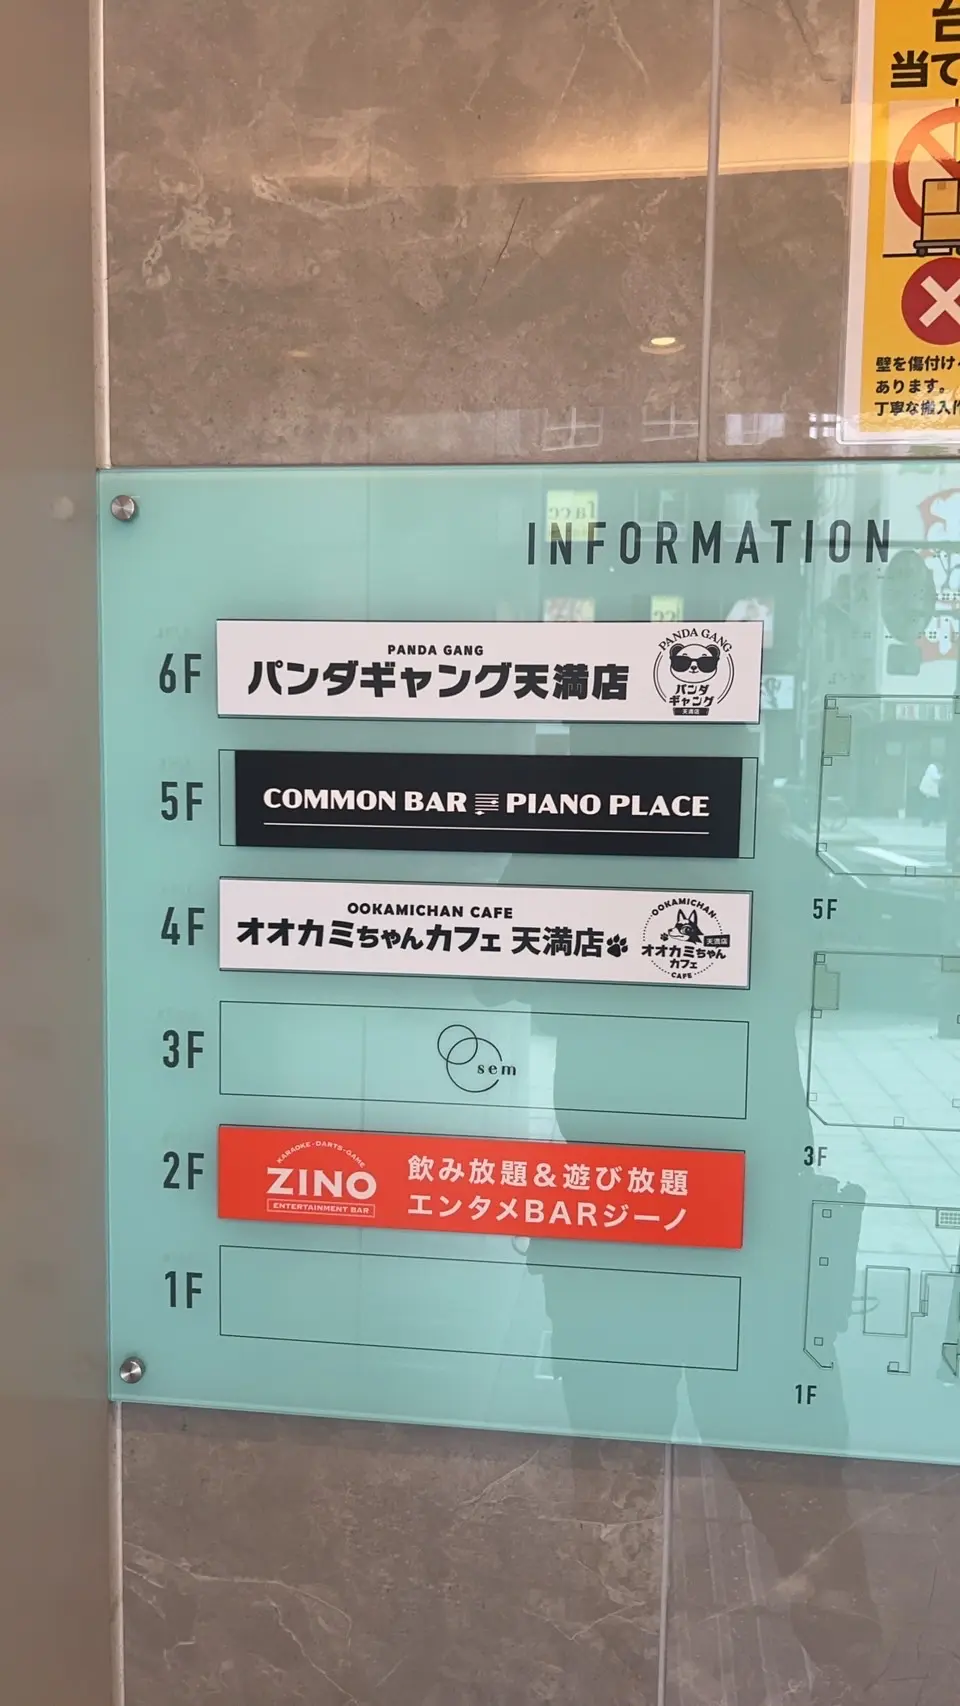 当て
壁を傷付け
あります。
丁寧な搬入作
INFORMATION
6F
PANDA GANG
パンダギャング天満店
PANDA GANG
パンダ
ギャング
天満店
5F
COMMON BAR PIANO PLACE
4F
OOKAMICHAN CAFE
オオカミちゃんカフェ 天満店
OOKAMICHAN
天満店
オオカミちゃん
カフェ
CAFE
3F
sem
2F
KARAOKE・DARTS・GAME
ZINO
ENTERTAINMENT BAR
飲み放題&遊び放題
エンタメBARジーノ
1F
5F
3F
1F